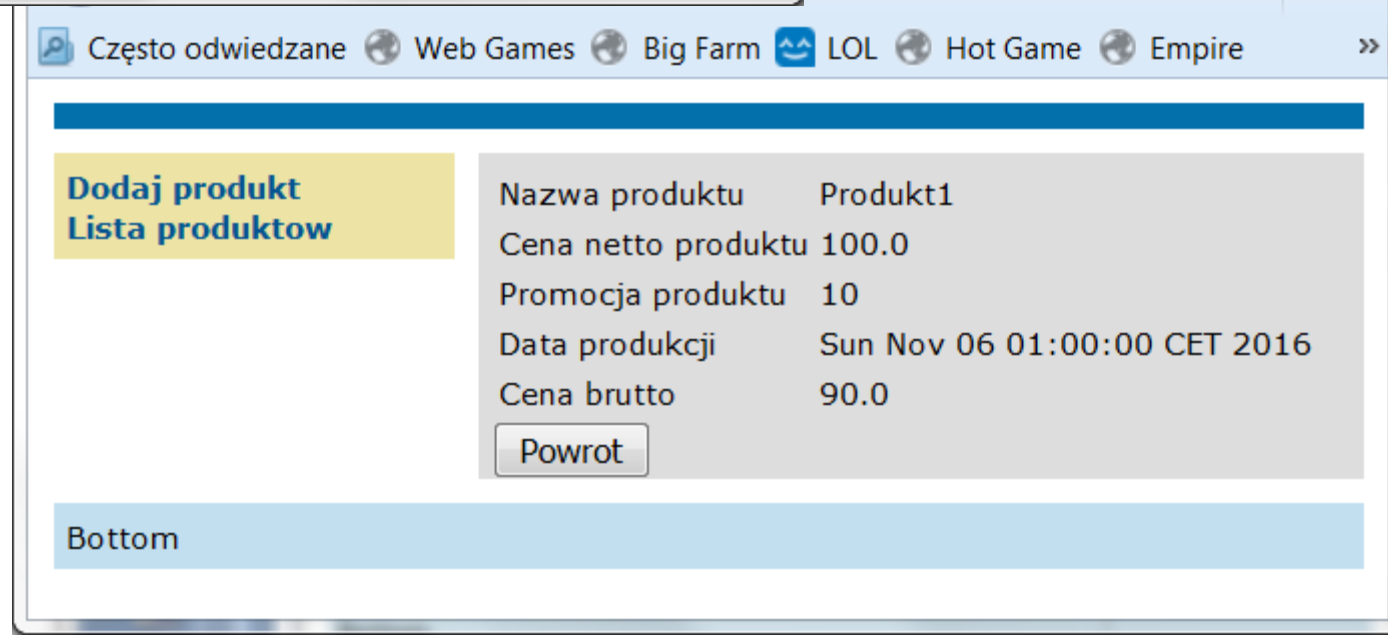 Często odwiedzane Web Games Big Farm LOL Hot Game Empire »
Dodaj produkt
Lista produktow
Nazwa produktu Produkt1
Cena netto produktu 100.0
Promocja produktu 10
Data produkcji Sun Nov 06 01:00:00 CET 2016
Cena brutto 90.0
Powrot
Bottom